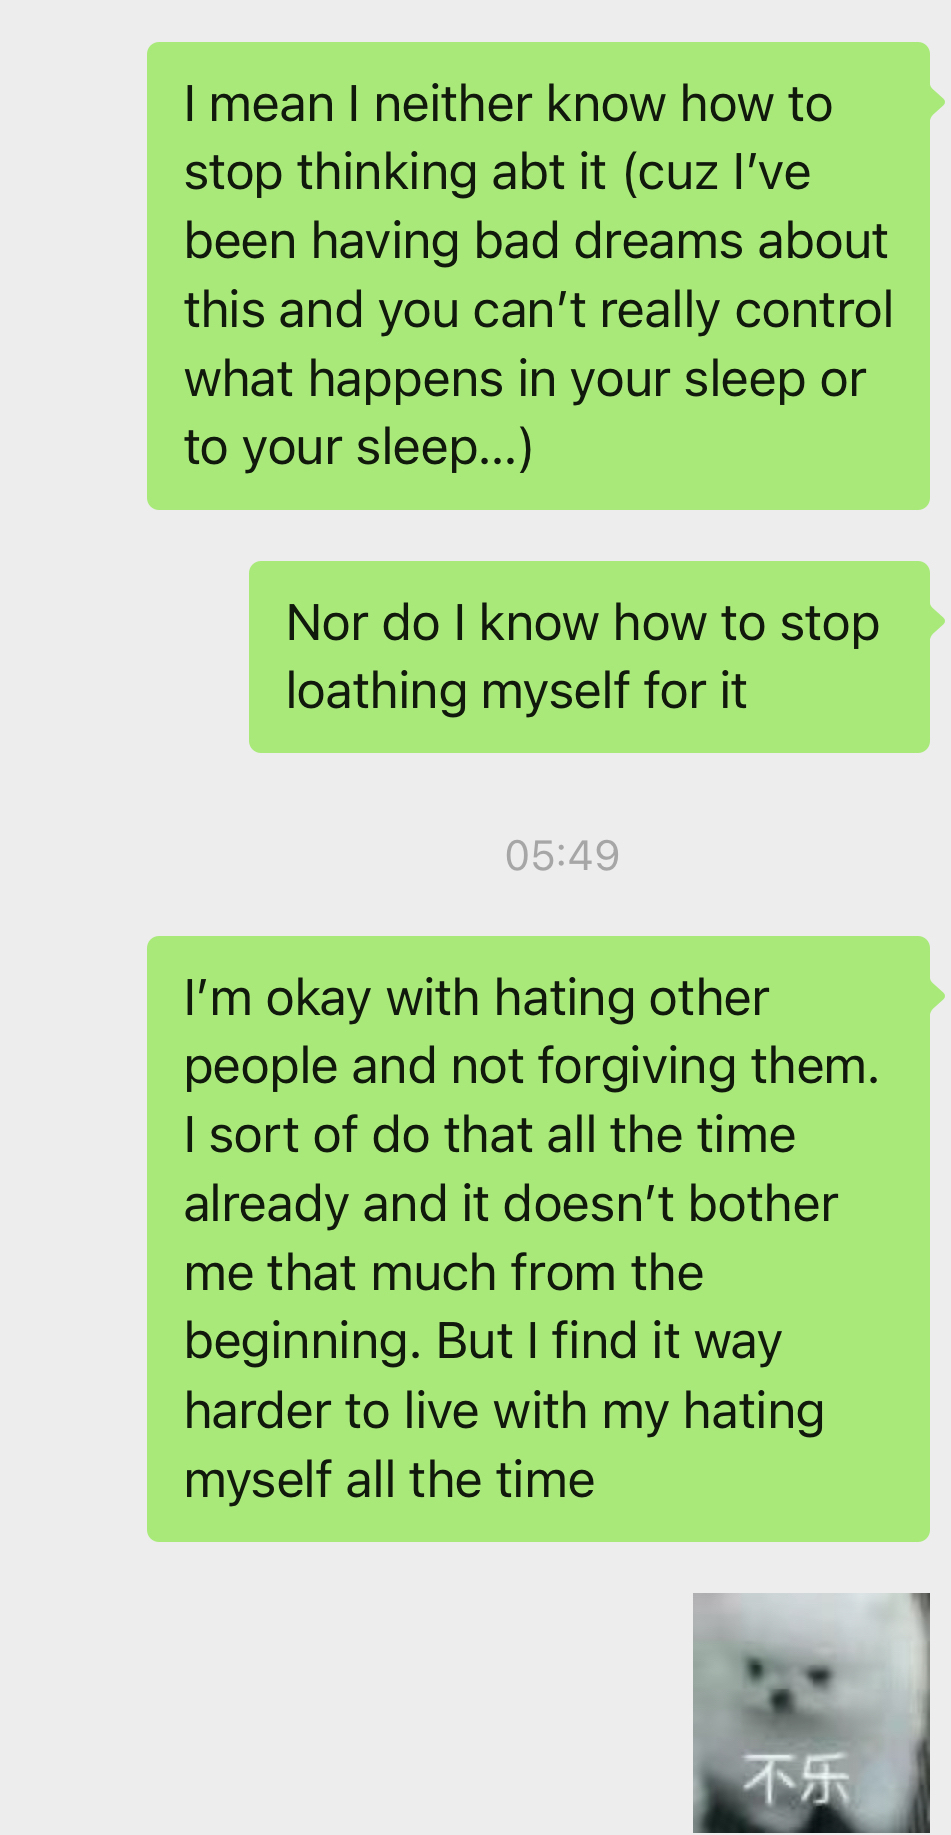 I mean I neither know how to
stop thinking abt it (cuz I’ve
been having bad dreams about
this and you can’t really control
what happens in your sleep or
to your sleep...)
Nor do I know how to stop
loathing myself for it
05:49
I’m okay with hating other
people and not forgiving them.
I sort of do that all the time
already and it doesn’t bother
me that much from the
beginning. But I find it way
harder to live with my hating
myself all the time
不乐